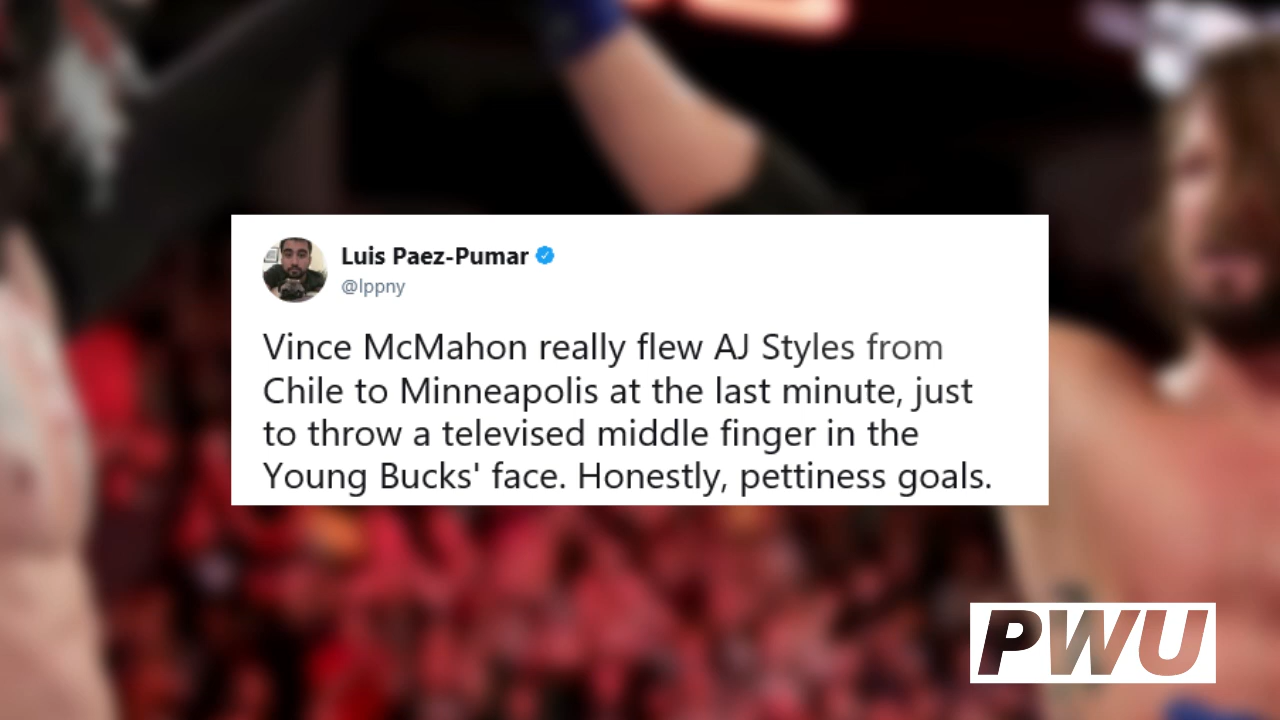 Luis Paez-Pumar
@lppny
Vince McMahon really flew AJ Styles from
Chile to Minneapolis at the last minute, just
to throw a televised middle finger in the
Young Bucks' face. Honestly, pettiness goals.
PWU